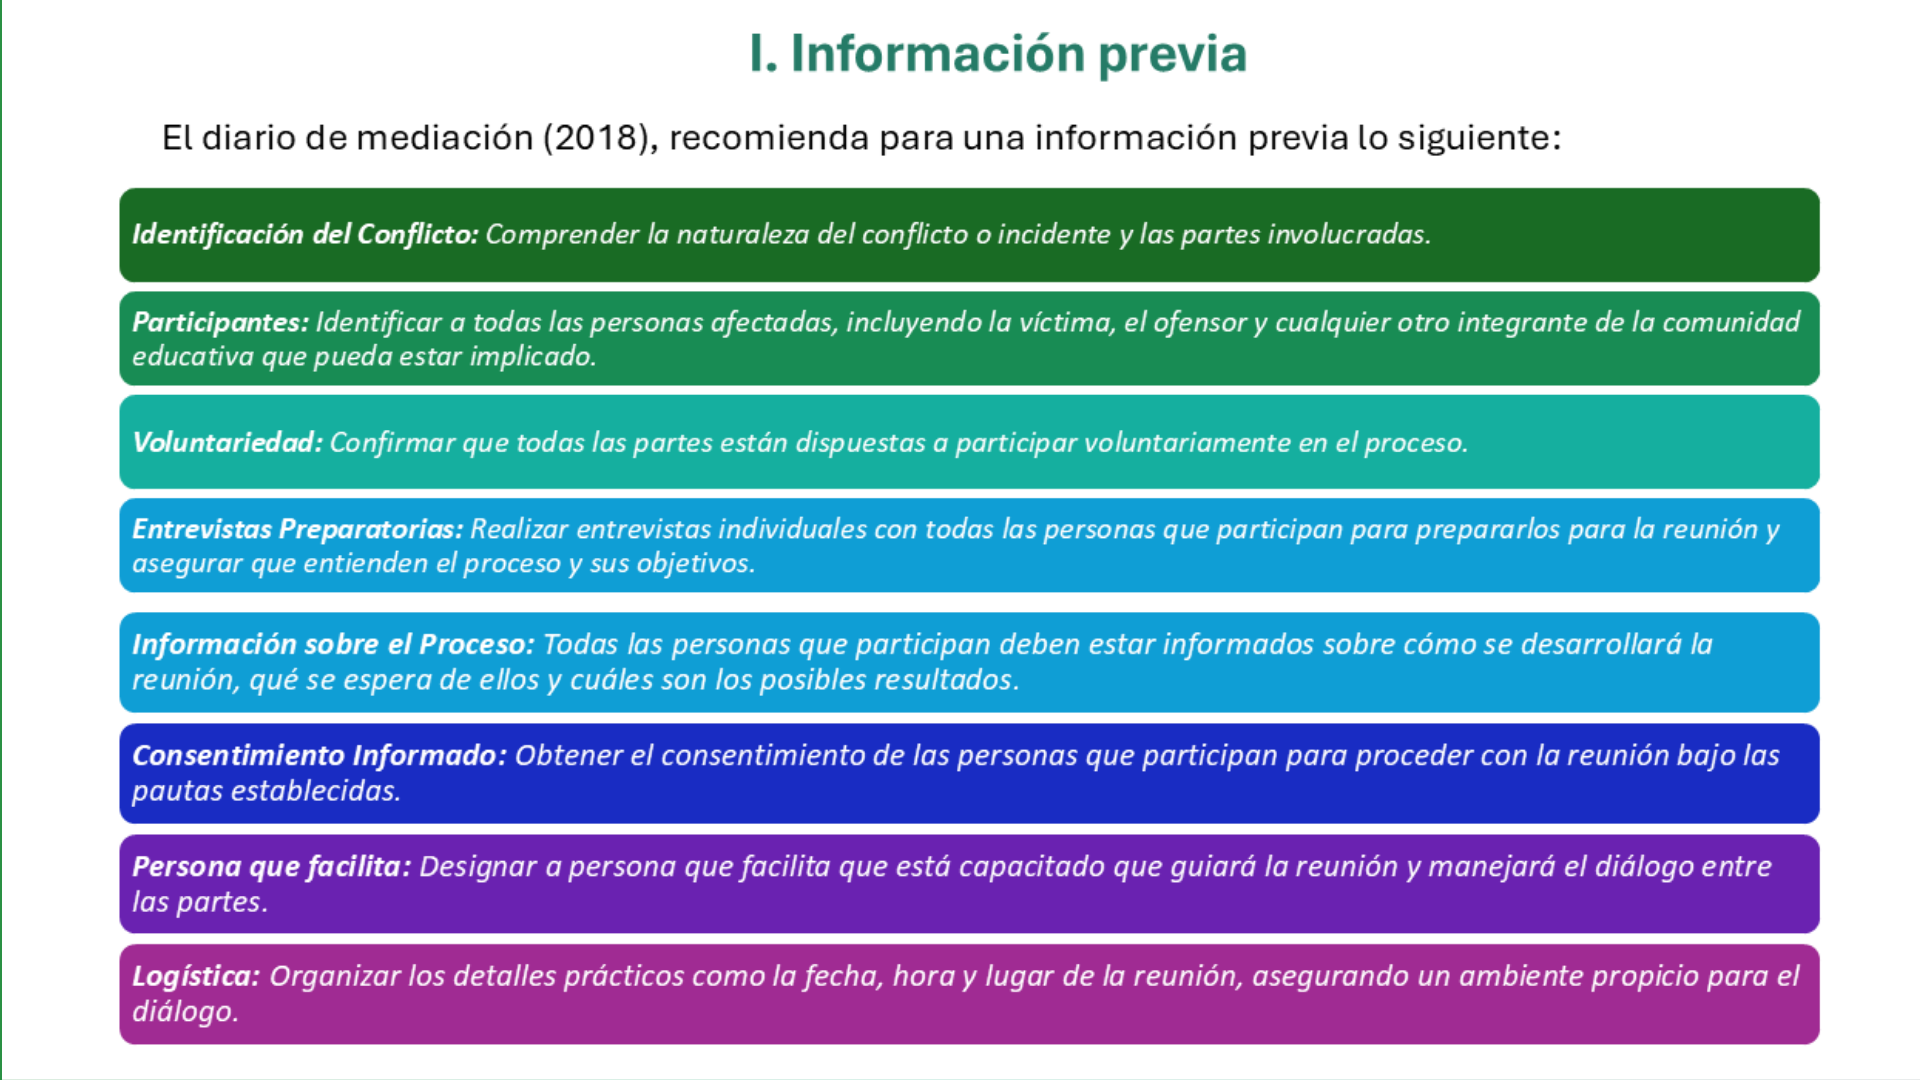 I. Información previa
El diario de mediación (2018), recomienda para una información previa lo siguiente:
Identificación del Conflicto: Comprender la naturaleza del conflicto o incidente y las partes involucradas.
Participantes: Identificar a todas las personas afectadas, incluyendo la víctima, el ofensor y cualquier otro integrante de la comunidad
educativa que pueda estar implicado.
Voluntariedad: Confirmar que todas las partes están dispuestas a participar voluntariamente en el proceso.
Entrevistas Preparatorias: Realizar entrevistas individuales con todas las personas que participan para prepararlos para la reunión y
asegurar que entienden el proceso y sus objetivos.
Información sobre el Proceso: Todas las personas que participan deben estar informados sobre cómo se desarrollará la
reunión, qué se espera de ellos y cuáles son los posibles resultados.
Consentimiento Informado: Obtener el consentimiento de las personas que participan para proceder con la reunión bajo las
pautas establecidas.
Persona que facilita: Designar a persona que facilita que está capacitado que guiará la reunión y manejará el diálogo entre
las partes.
Logística: Organizar los detalles prácticos como la fecha, hora y lugar de la reunión, asegurando un ambiente propicio para el
diálogo.